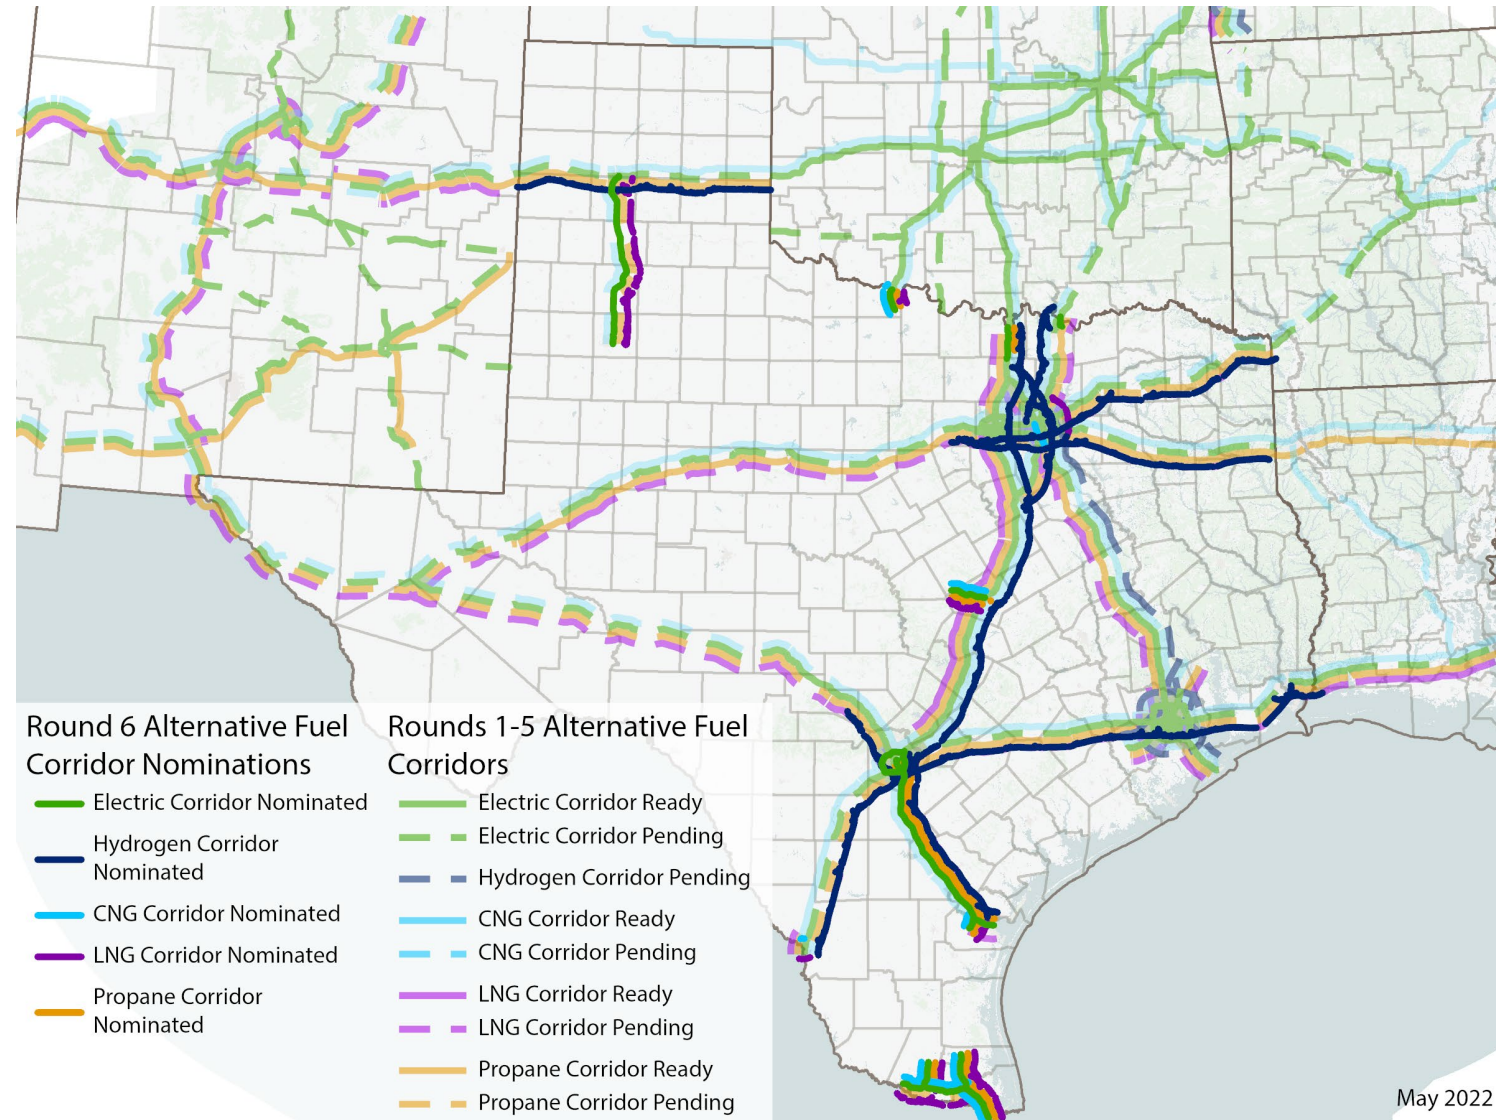 Round 6 Alternative Fuel
Corridor Nominations
Electric Corridor Nominated
Hydrogen Corridor
Nominated
CNG Corridor Nominated
LNG Corridor Nominated
Propane Corridor
Nominated
Rounds 1-5 Alternative Fuel
Corridors
Electric Corridor Ready
Electric Corridor Pending
Hydrogen Corridor Pending
CNG Corridor Ready
CNG Corridor Pending
LNG Corridor Ready
LNG Corridor Pending
Propane Corridor Ready
Propane Corridor Pending
May 2022